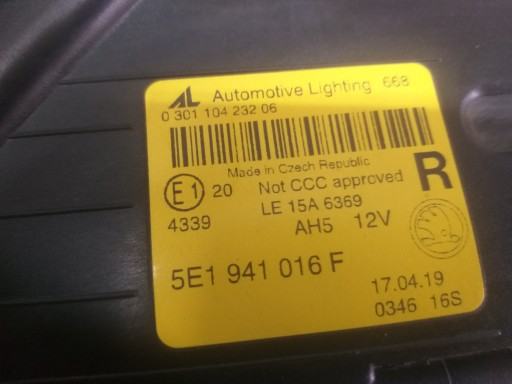 AL Automotive Lighting 668
0 301 104 232 06
Made in Czech Republic
E1 20 Not CCC approved R
4339 LE 15A 6369
AH5 12V
5E1 941 016 F
17.04.19
0346 16S